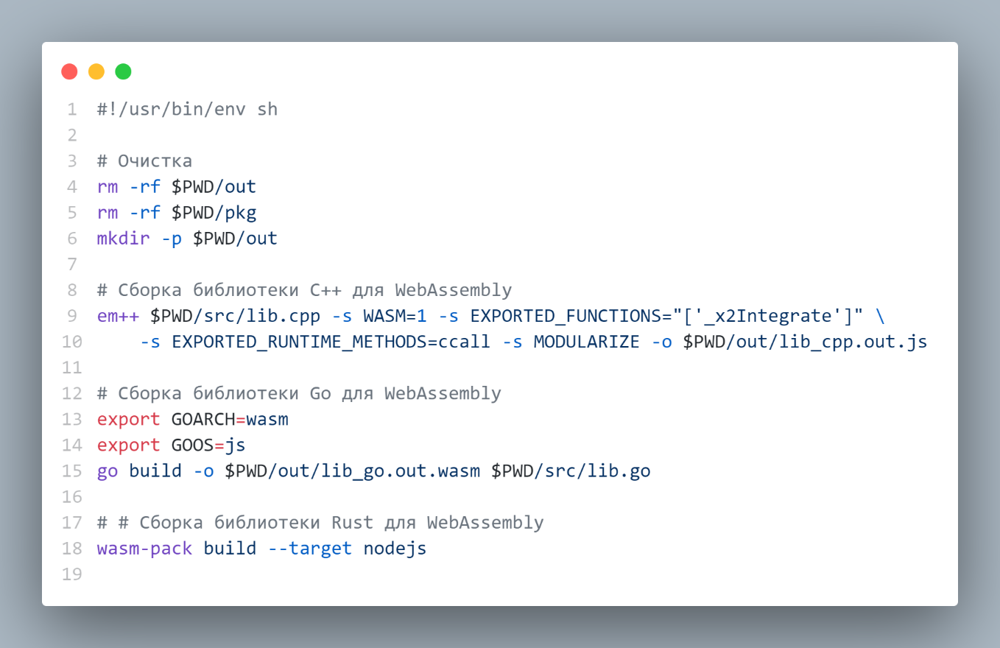 1 #!/usr/bin/env sh
2
3 # Очистка
4 rm -rf $PWD/out
5 rm -rf $PWD/pkg
6 mkdir -p $PWD/out
7
8 # Сборка библиотеки C++ для WebAssembly
9 em++ $PWD/src/lib.cpp -s WASM=1 -s EXPORTED_FUNCTIONS="['_x2Integrate']" \
10     -s EXPORTED_RUNTIME_METHODS=ccall -s MODULARIZE -o $PWD/out/lib_cpp.out.js
11
12 # Сборка библиотеки Go для WebAssembly
13 export GOARCH=wasm
14 export GOOS=js
15 go build -o $PWD/out/lib_go.out.wasm $PWD/src/lib.go
16
17 # # Сборка библиотеки Rust для WebAssembly
18 wasm-pack build --target nodejs
19